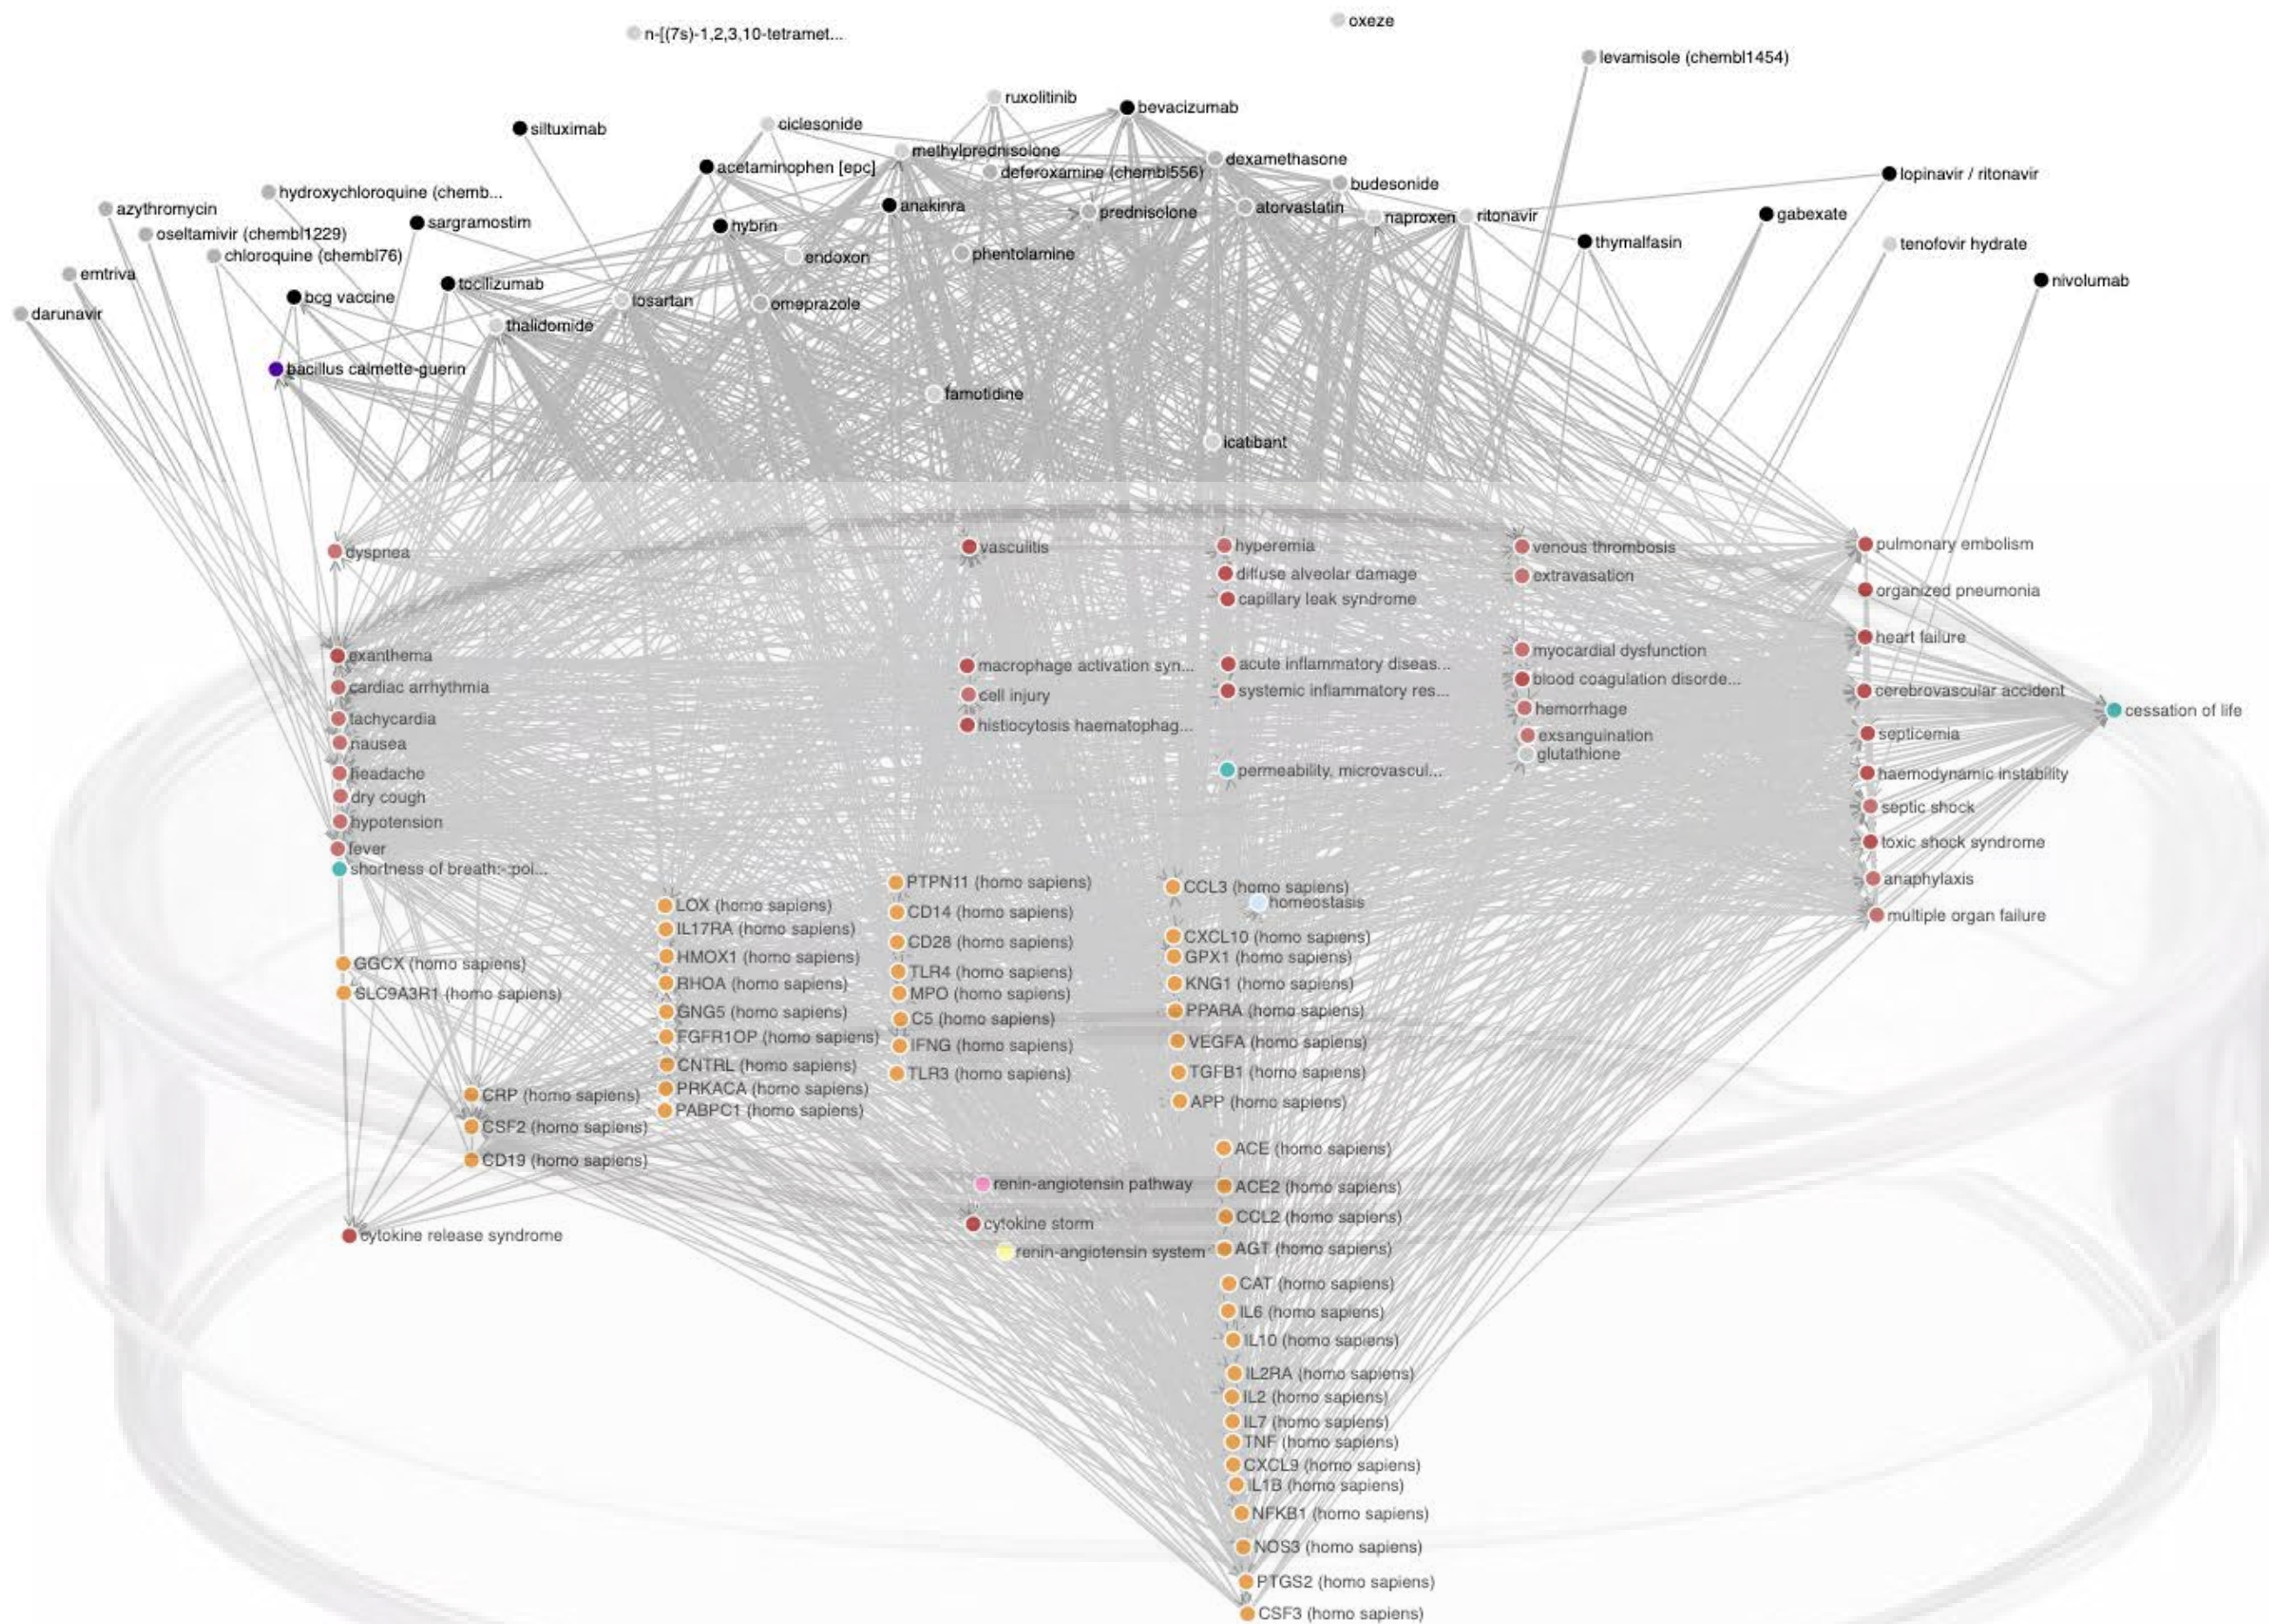 oxeze
n-[(7s)-1,2,3,10-tetramet...
levamisole (chembl1454)
ruxolitinib
bevacizumab
ciclesonide
siltuximab
methylprednisolone
dexamethasone
acetaminophen [epc]
deferoxamine (chembl556)
lopinavir / ritonavir
budesonide
hydroxychloroquine (chemb...
anakinra
atorvastatin
azythromycin
prednisolone
naproxen
ritonavir
gabexate
sargramostim
hybrin
oseltamivir (chembl1229)
thymalfasin
tenofovir hydrate
chloroquine (chembl76)
endoxon
phentolamine
emtriva
nivolumab
tocilizumab
bcg vaccine
losartan
omeprazole
darunavir
thalidomide
bacillus calmette-guerin
famotidine
icatibant
dyspnea
vasculitis
hyperemia
venous thrombosis
pulmonary embolism
diffuse alveolar damage
extravasation
capillary leak syndrome
organized pneumonia
heart failure
exanthema
macrophage activation syn...
acute inflammatory diseas...
myocardial dysfunction
cardiac arrhythmia
cell injury
systemic inflammatory res...
blood coagulation disorde...
cerebrovascular accident
hemorrhage
cessation of life
tachycardia
histiocytosis haematophag...
exsanguination
septicemia
nausea
glutathione
headache
permeability, microvascul...
haemodynamic instability
dry cough
septic shock
hypotension
toxic shock syndrome
fever
shortness of breath:-:poi...
anaphylaxis
PTPN11 (homo sapiens)
CCL3 (homo sapiens)
homeostasis
LOX (homo sapiens)
CD14 (homo sapiens)
multiple organ failure
IL17RA (homo sapiens)
CD28 (homo sapiens)
CXCL10 (homo sapiens)
HMOX1 (homo sapiens)
GPX1 (homo sapiens)
GGCX (homo sapiens)
TLR4 (homo sapiens)
RHOA (homo sapiens)
KNG1 (homo sapiens)
SLC9A3R1 (homo sapiens)
MPO (homo sapiens)
GNG5 (homo sapiens)
C5 (homo sapiens)
PPARA (homo sapiens)
FGFR1OP (homo sapiens)
IFNG (homo sapiens)
VEGFA (homo sapiens)
CNTRL (homo sapiens)
TLR3 (homo sapiens)
TGFB1 (homo sapiens)
PRKACA (homo sapiens)
CRP (homo sapiens)
PABPC1 (homo sapiens)
APP (homo sapiens)
CSF2 (homo sapiens)
ACE (homo sapiens)
CD19 (homo sapiens)
renin-angiotensin pathway
ACE2 (homo sapiens)
cytokine storm
CCL2 (homo sapiens)
cytokine release syndrome
renin-angiotensin system
AGT (homo sapiens)
CAT (homo sapiens)
IL6 (homo sapiens)
IL10 (homo sapiens)
IL2RA (homo sapiens)
IL2 (homo sapiens)
IL7 (homo sapiens)
TNF (homo sapiens)
CXCL9 (homo sapiens)
IL1B (homo sapiens)
NFKB1 (homo sapiens)
NOS3 (homo sapiens)
PTGS2 (homo sapiens)
CSF3 (homo sapiens)